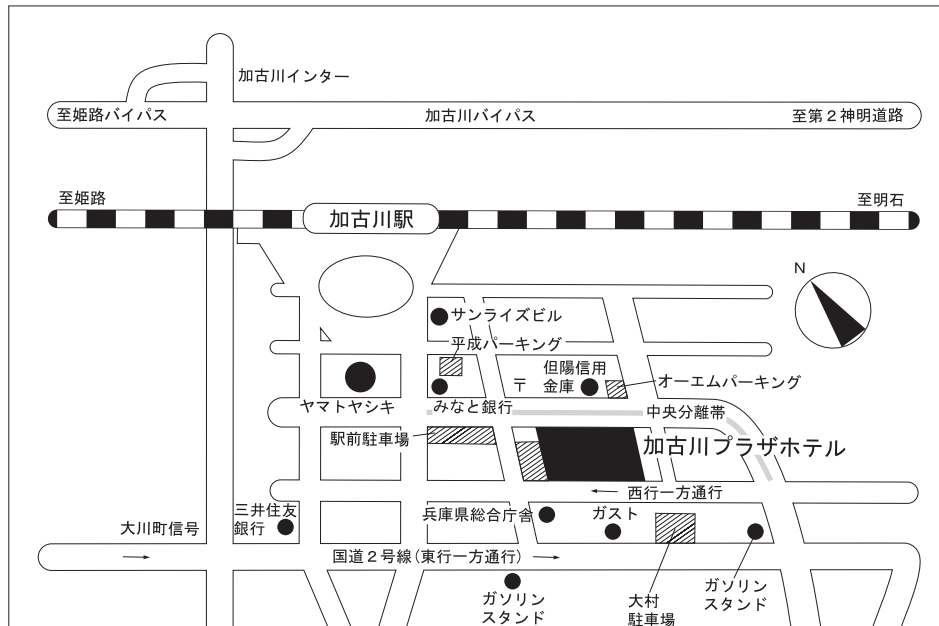 加古川インター
至姫路バイパス
加古川バイパス
至第２神明道路
至姫路
加古川駅
至明石
N
サンライズビル
平成パーキング
但陽信用
金庫
〒
オーエムパーキング
ヤマトヤシキ
みなと銀行
中央分離帯
駅前駐車場
加古川プラザホテル
← 西行一方通行
三井住友
銀行
兵庫県総合庁舎
ガスト
大川町信号
→
国道２号線(東行一方通行) →
ガソリン
スタンド
大村
駐車場
ガソリン
スタンド